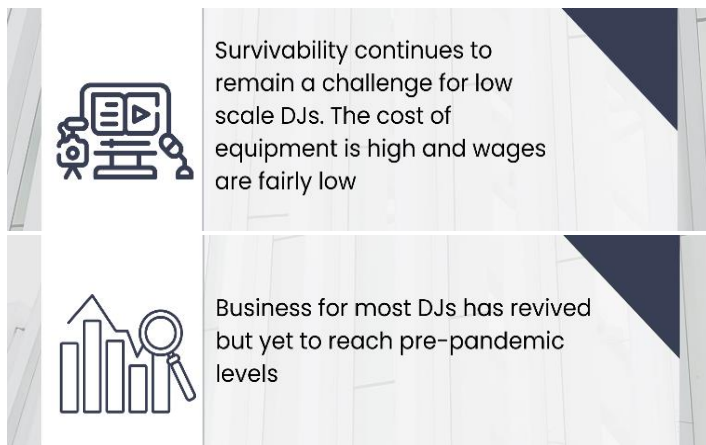 Survivability continues to
remain a challenge for low
scale DJs. The cost of
equipment is high and wages
are fairly low
Business for most DJs has revived
but yet to reach pre-pandemic
levels